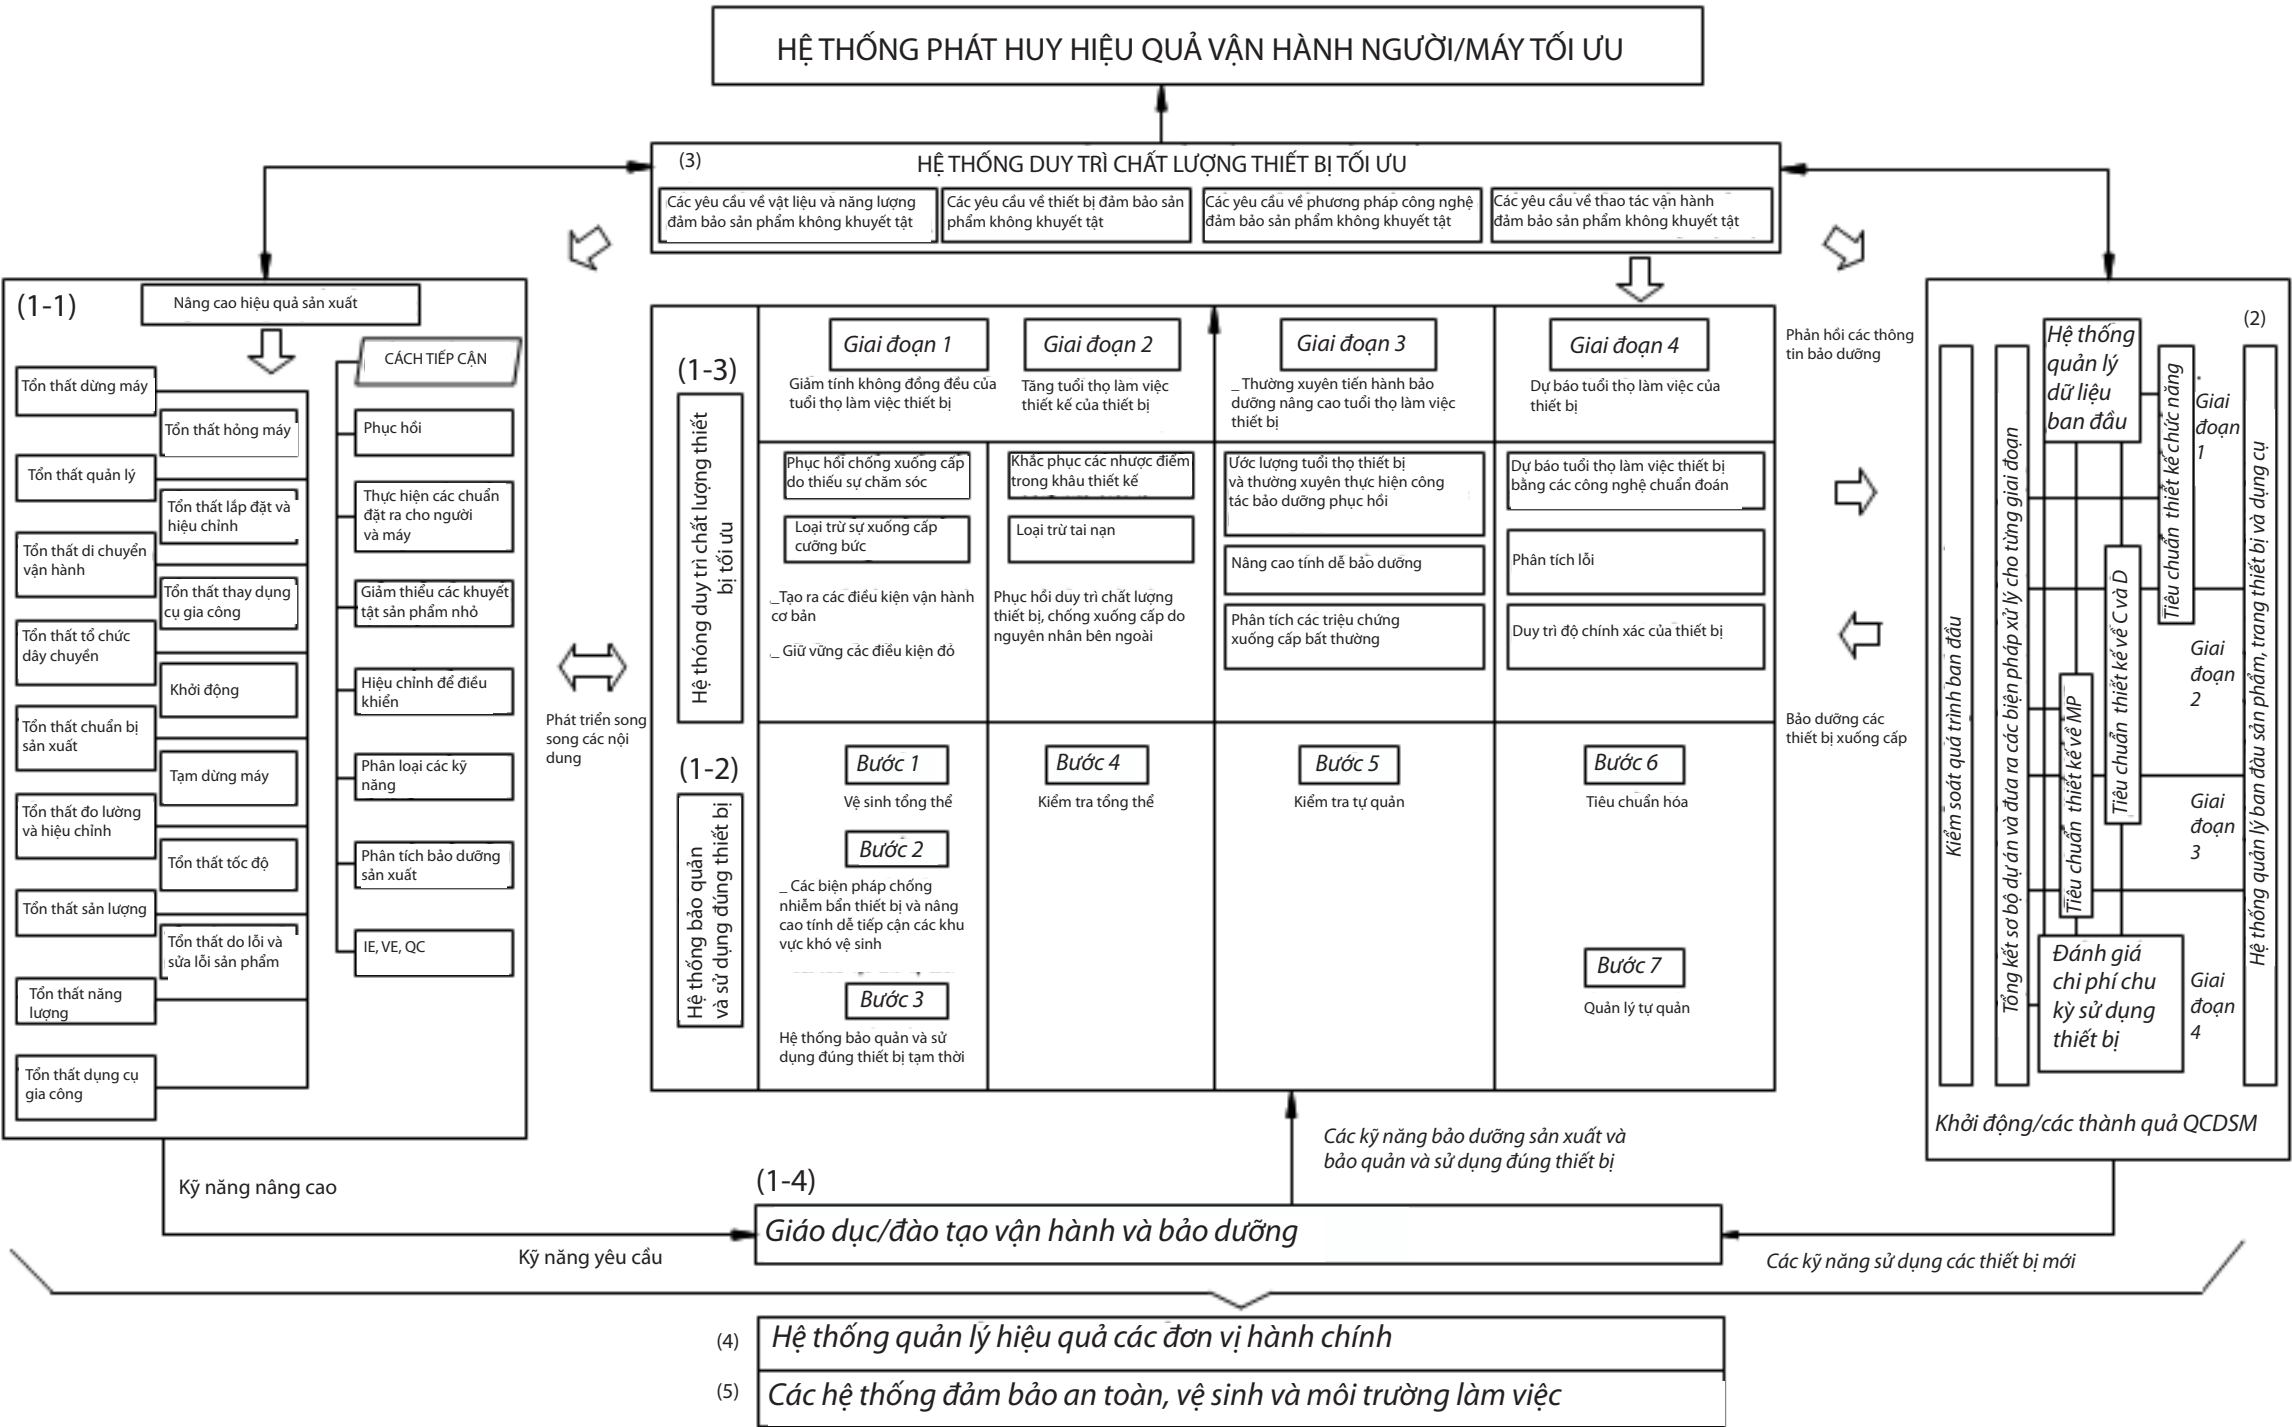 HỆ THỐNG PHÁT HUY HIỆU QUẢ VẬN HÀNH NGƯỜI/MÁY TỐI ƯU
(3)
HỆ THỐNG DUY TRÌ CHẤT LƯỢNG THIẾT BỊ TỐI ƯU
Các yêu cầu về vật liệu và năng lượng
đảm bảo sản phẩm không khuyết tật
Các yêu cầu về thiết bị đảm bảo sản
phẩm không khuyết tật
Các yêu cầu về phương pháp công nghệ
đảm bảo sản phẩm không khuyết tật
Các yêu cầu về thao tác vận hành
đảm bảo sản phẩm không khuyết tật
(1-1)
Nâng cao hiệu quả sản xuất
Tổn thất dừng máy
Tổn thất hỏng máy
Tổn thất quản lý
Tổn thất lắp đặt và
hiệu chỉnh
Tổn thất di chuyển
vận hành
Tổn thất thay dụng
cụ gia công
Tổn thất tổ chức
dây chuyền
Khởi động
Tổn thất chuẩn bị
sản xuất
Tạm dừng máy
Tổn thất đo lường
và hiệu chỉnh
Tổn thất tốc độ
Tổn thất sản lượng
Tổn thất do lỗi và
sửa lỗi sản phẩm
Tổn thất năng
lượng
Tổn thất dụng cụ
gia công
CÁCH TIẾP CẬN
Phục hồi
Thực hiện các chuẩn
đặt ra cho người
và máy
Giảm thiểu các khuyết
tật sản phẩm nhỏ
Hiệu chỉnh để điều
khiển
Phân loại các kỹ
năng
Phân tích bảo dưỡng
sản xuất
IE, VE, QC
Phát triển song
song các nội
dung
(1-3)
Hệ thóng duy trì chất lượng thiết
bị tối ưu
Giai đoạn 1
Giảm tính không đồng đều của
tuổi thọ làm việc thiết bị
Giai đoạn 2
Tăng tuổi thọ làm việc
thiết kế của thiết bị
Giai đoạn 3
_ Thường xuyên tiến hành bảo
dưỡng nâng cao tuổi thọ làm việc
thiết bị
Giai đoạn 4
Dự báo tuổi thọ làm việc của
thiết bị
Phục hồi chống xuống cấp
do thiếu sự chăm sóc
Loại trừ sự xuống cấp
cưỡng bức
_Tạo ra các điều kiện vận hành
cơ bản
_ Giữ vững các điều kiện đó
Khắc phục các nhược điểm
trong khâu thiết kế
Loại trừ tai nạn
Phục hồi duy trì chất lượng
thiết bị, chống xuống cấp do
nguyên nhân bên ngoài
Ước lượng tuổi thọ thiết bị
và thường xuyên thực hiện công
tác bảo dưỡng phục hồi
Nâng cao tính dễ bảo dưỡng
Phân tích các triệu chứng
xuống cấp bất thường
Dự báo tuổi thọ làm việc thiết bị
bằng các công nghệ chuẩn đoán
Phân tích lỗi
Duy trì độ chính xác của thiết bị
(1-2)
Hệ thống bảo quản
và sử dụng đúng thiết bị
Bước 1
Vệ sinh tổng thể
Bước 2
_ Các biện pháp chống
nhiễm bẩn thiết bị và nâng
cao tính dễ tiếp cận các khu
vực khó vệ sinh
Bước 3
Hệ thống bảo quản và sử
dụng đúng thiết bị tạm thời
Bước 4
Kiểm tra tổng thể
Bước 5
Kiểm tra tự quản
Bước 6
Tiêu chuẩn hóa
Bước 7
Quản lý tự quản
Phản hồi các thông
tin bảo dưỡng
Bảo dưỡng các
thiết bị xuống cấp
(2)
Kiểm soát quá trình ban đầu
Tổng kết sơ bộ dự án và đưa ra các biện pháp xử lý cho từng giai đoạn
Hệ thống
quản lý
dữ liệu
ban đầu
Tiêu chuẩn thiết kế về MP
Tiêu chuẩn thiết kế về C và D
Tiêu chuẩn thiết kế chức năng
Giai
đoạn
1
Giai
đoạn
2
Giai
đoạn
3
Giai
đoạn
4
Hệ thống quản lý ban đàu sản phẩm, trang thiết bị và dụng cụ
Đánh giá
chi phí chu
kỳ sử dụng
thiết bị
Khởi động/các thành quả QCDSM
Các kỹ năng bảo dưỡng sản xuất và
bảo quản và sử dụng đúng thiết bị
Kỹ năng nâng cao
(1-4)
Giáo dục/đào tạo vận hành và bảo dưỡng
Kỹ năng yêu cầu
Các kỹ năng sử dụng các thiết bị mới
(4)
Hệ thống quản lý hiệu quả các đơn vị hành chính
(5)
Các hệ thống đảm bảo an toàn, vệ sinh và môi trường làm việc